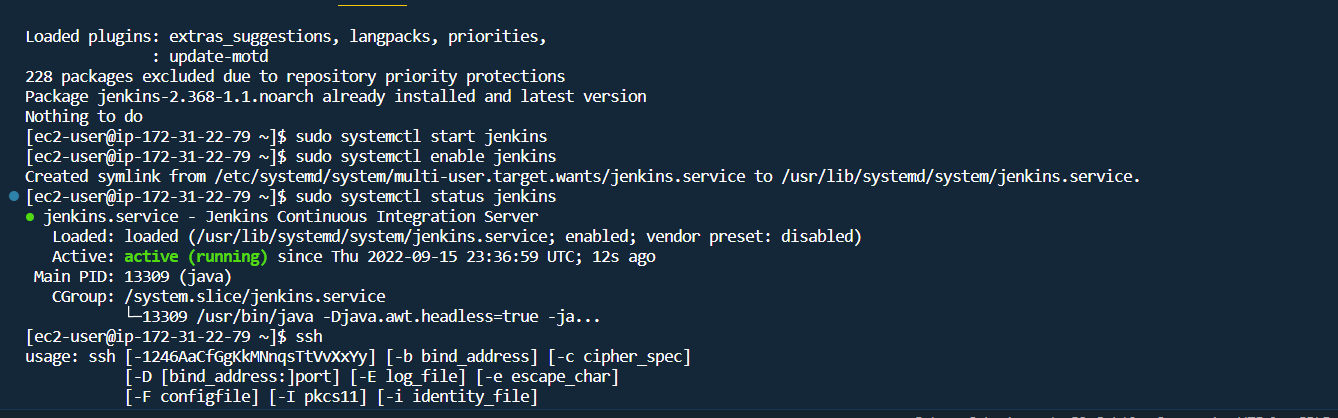 Loaded plugins: extras_suggestions, langpacks, priorities,
: update-motd
228 packages excluded due to repository priority protections
Package jenkins-2.368-1.1.noarch already installed and latest version
Nothing to do
[ec2-user@ip-172-31-22-79 ~]$ sudo systemctl start jenkins
[ec2-user@ip-172-31-22-79 ~]$ sudo systemctl enable jenkins
Created symlink from /etc/systemd/system/multi-user.target.wants/jenkins.service to /usr/lib/systemd/system/jenkins.service.
[ec2-user@ip-172-31-22-79 ~]$ sudo systemctl status jenkins
● jenkins.service - Jenkins Continuous Integration Server
Loaded: loaded (/usr/lib/systemd/system/jenkins.service; enabled; vendor preset: disabled)
Active: active (running) since Thu 2022-09-15 23:36:59 UTC; 12s ago
Main PID: 13309 (java)
CGroup: /system.slice/jenkins.service
└─13309 /usr/bin/java -Djava.awt.headless=true -ja...
[ec2-user@ip-172-31-22-79 ~]$ ssh
usage: ssh [-1246AaCfGgKkMNnqsTtVvXxYy] [-b bind_address] [-c cipher_spec]
[-D [bind_address:]port] [-E log_file] [-e escape_char]
[-F configfile] [-I pkcs11] [-i identity_file]